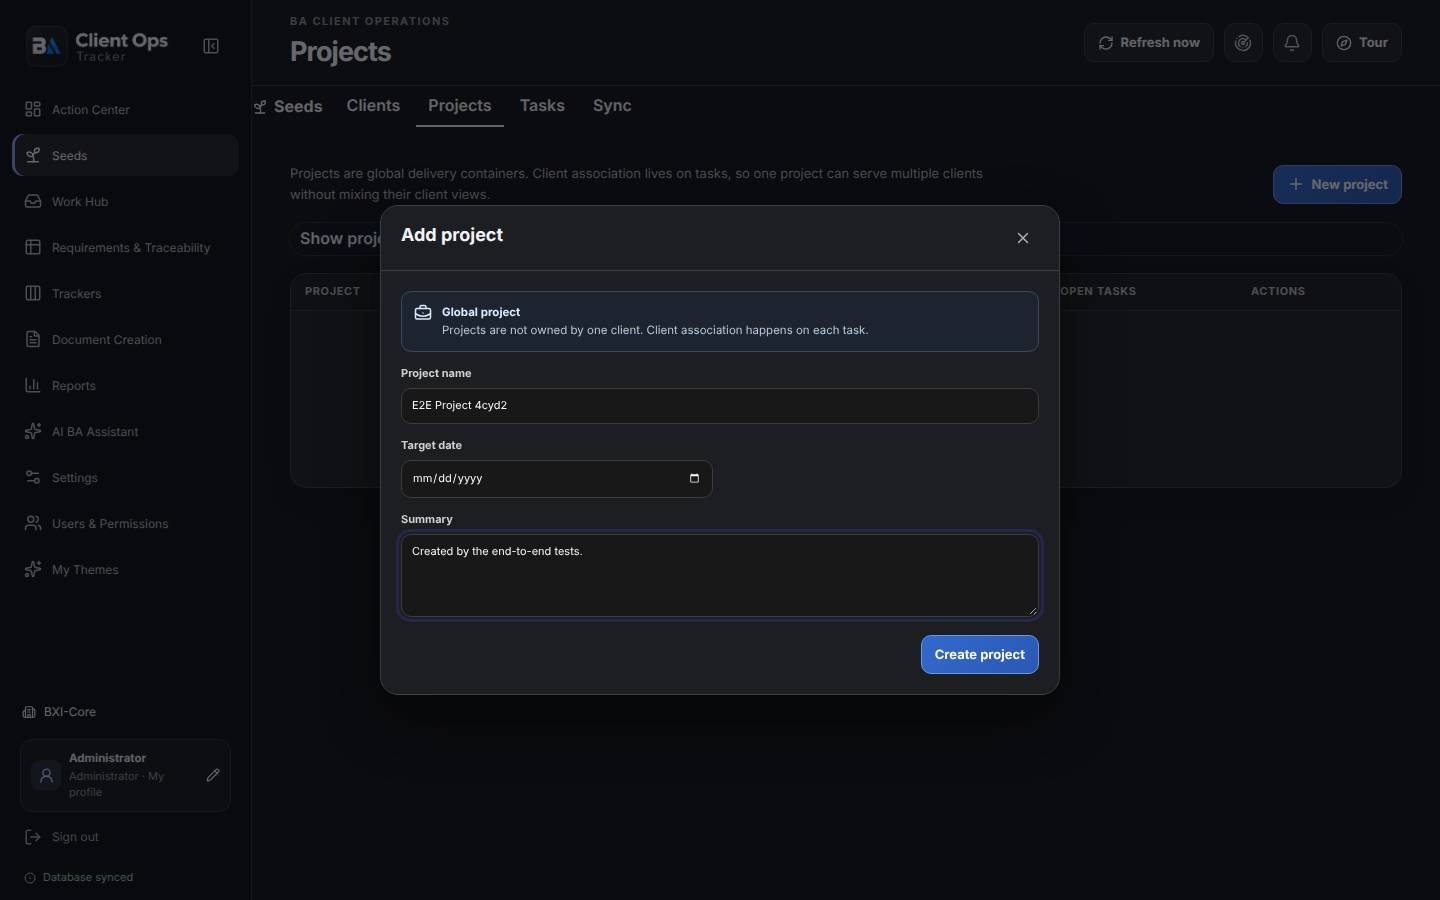 BA
Client Ops
Tracker
Action Center
Seeds
Work Hub
Requirements & Traceability
Trackers
Document Creation
Reports
AI BA Assistant
Settings
Users & Permissions
My Themes
BXI-Core
Administrator
Administrator · My
profile
Sign out
Database synced
BA CLIENT OPERATIONS
Projects
Refresh now
Tour
Seeds
Clients
Projects
Tasks
Sync
Projects are global delivery containers. Client association lives on tasks, so one project can serve multiple clients
without mixing their client views.
New project
Show proj
PROJECT
OPEN TASKS
ACTIONS
Add project
Global project
Projects are not owned by one client. Client association happens on each task.
Project name
E2E Project 4cyd2
Target date
mm/dd/yyyy
Summary
Created by the end-to-end tests.
Create project